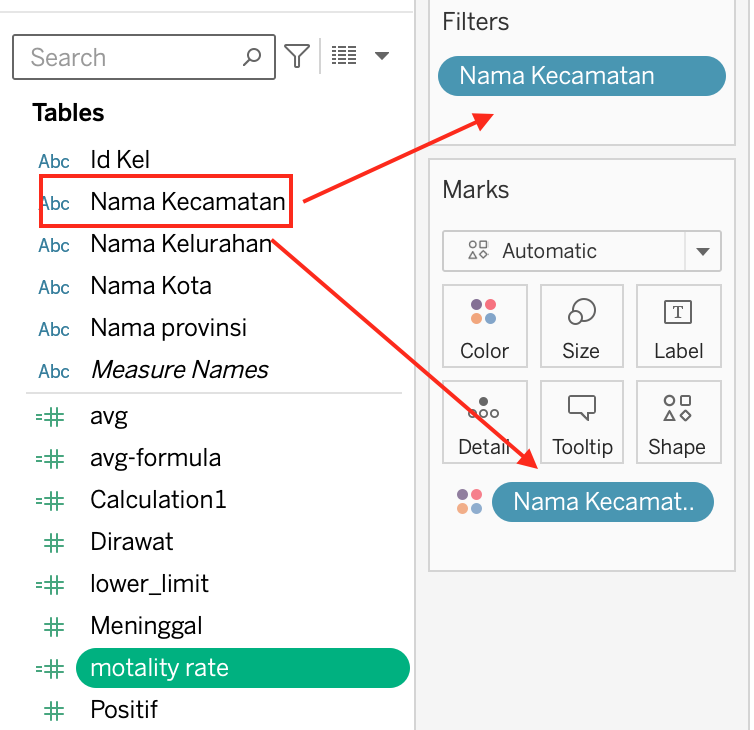 Search
Tables
Abc Id Kel
Abc Nama Kecamatan
Abc Nama Kelurahan
Abc Nama Kota
Abc Nama provinsi
Abc Measure Names
avg
avg-formula
Calculation1
Dirawat
lower_limit
Meninggal
motality rate
Positif
Filters
Nama Kecamatan
Marks
Automatic
Color Size Label
Detail Tooltip Shape
Nama Kecamat..